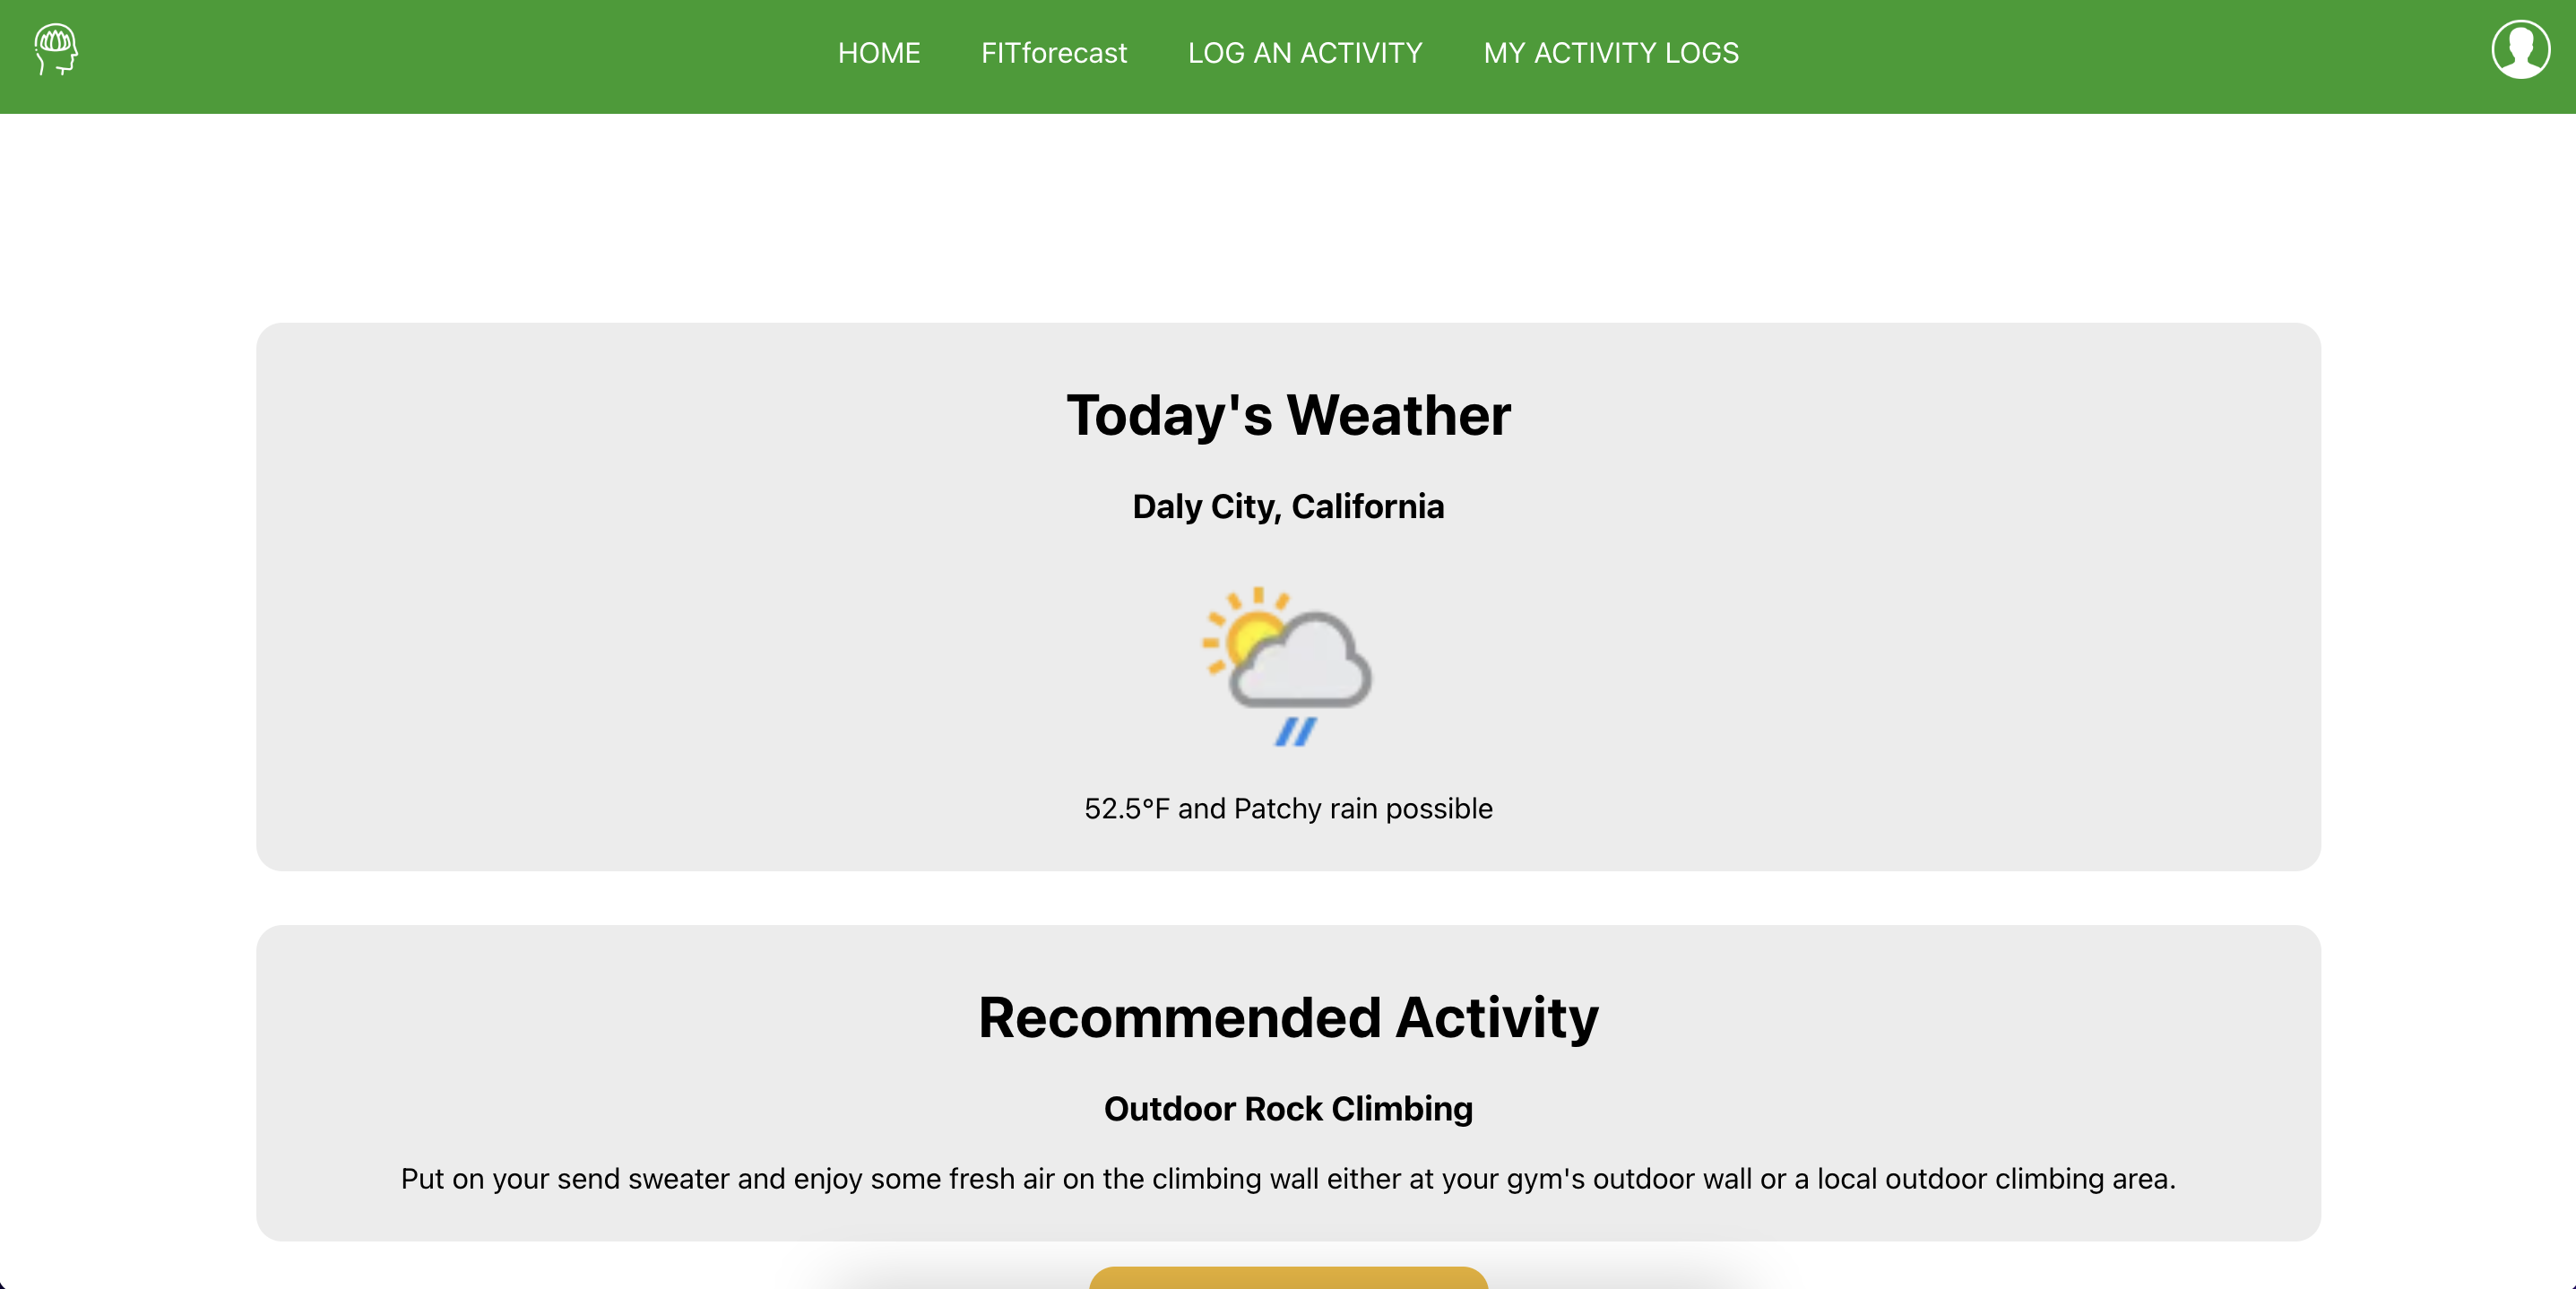 HOME FITforecast LOG AN ACTIVITY MY ACTIVITY LOGS
Today's Weather
Daly City, California
52.5°F and Patchy rain possible
Recommended Activity
Outdoor Rock Climbing
Put on your send sweater and enjoy some fresh air on the climbing wall either at your gym's outdoor wall or a local outdoor climbing area.